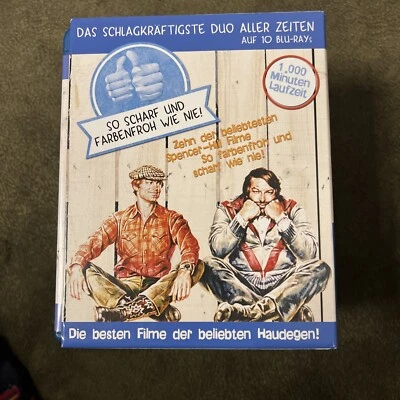 DAS SCHLAGKRÄFTIGSTE DUO ALLER ZEITEN
AUF 10 BLU-RAYs
1.000
Minuten
Laufzeit
SO SCHARF UND
FARBENFROH WIE NIE!
Zehn der beliebtesten
Spencer-Hill Filme
So farbenfroh und
scharf wie nie!
Die besten Filme der beliebten Haudegen!